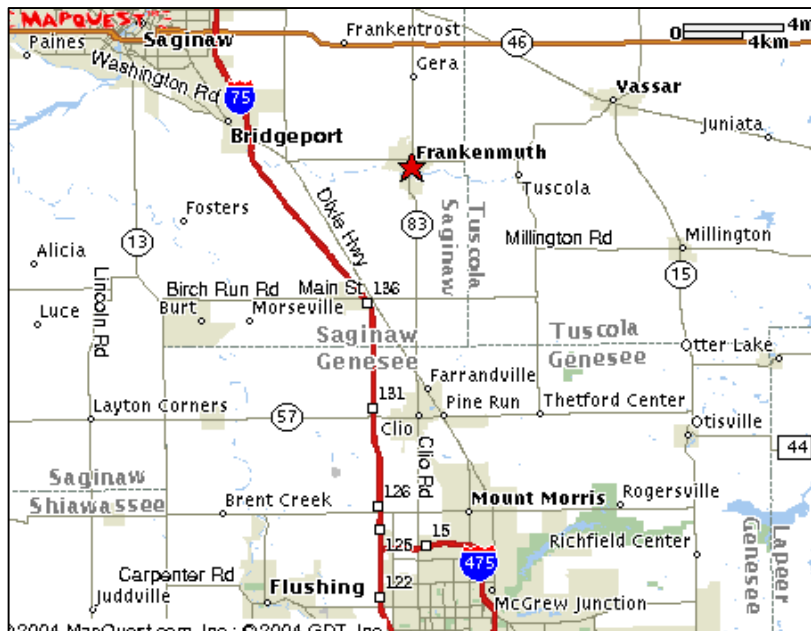 MAPQUEST
Paines
Saginaw
Frankentrost
46
0
4m
4km
Washington Rd
Gera
75
Vassar
Bridgeport
Juniata
Frankenmuth
Tuscola
Dixie Hwy
Tuscola
Saginaw
Fosters
83
13
Millington Rd
Millington
Alicia
15
Lincoln Rd
Birch Run Rd
Main St
136
Luce
Burt
Morseville
Saginaw
Genesee
Tuscola
Genesee
Otter Lake
Farrandville
131
Layton Corners
57
Clio
Pine Run
Thetford Center
Otisville
Clio Rd
44
Saginaw
Shiawassee
126
Brent Creek
Mount Morris
Rogersville
125
15
Richfield Center
475
Genesee
Lapeer
Carpenter Rd
Flushing
122
Juddville
McGrew Junction
©2004 MapQuest.com, Inc.; ©2004 GDT, Inc.